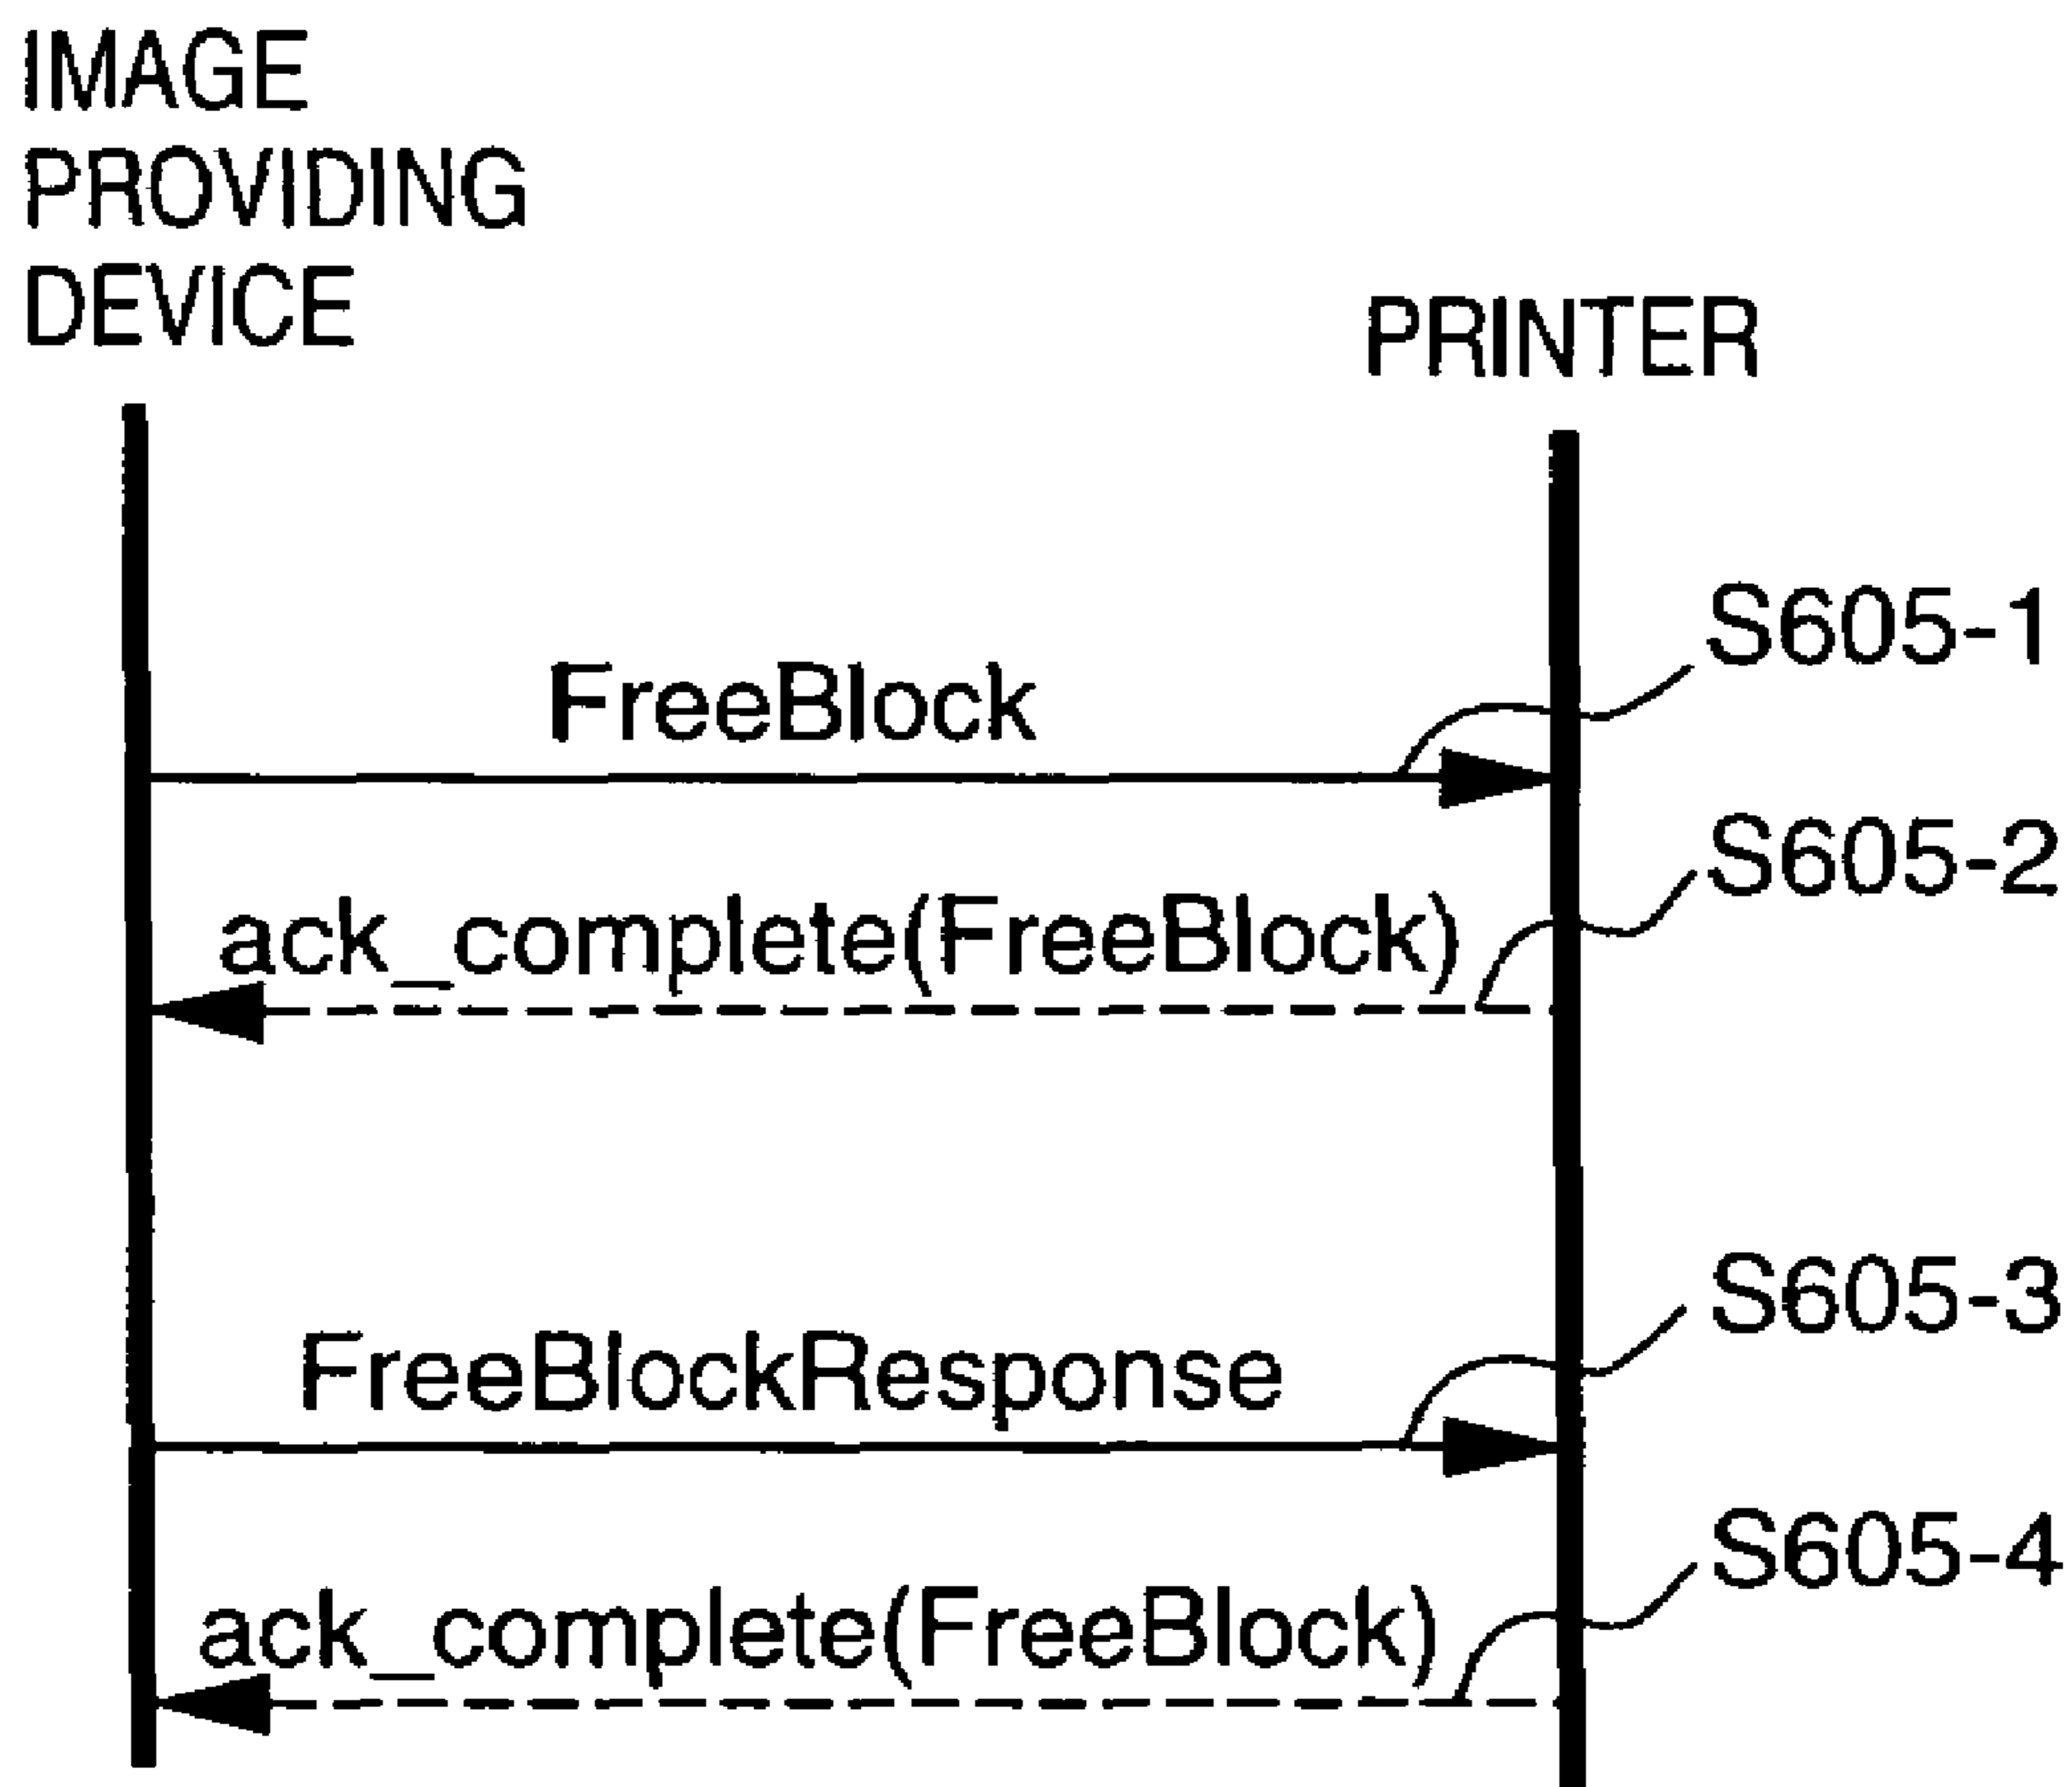 IMAGE
PROVIDING
DEVICE
PRINTER
S605-1
FreeBlock
S605-2
ack_complete(FreeBlock)
S605-3
FreeBlockResponse
S605-4
ack_complete(FreeBlock)